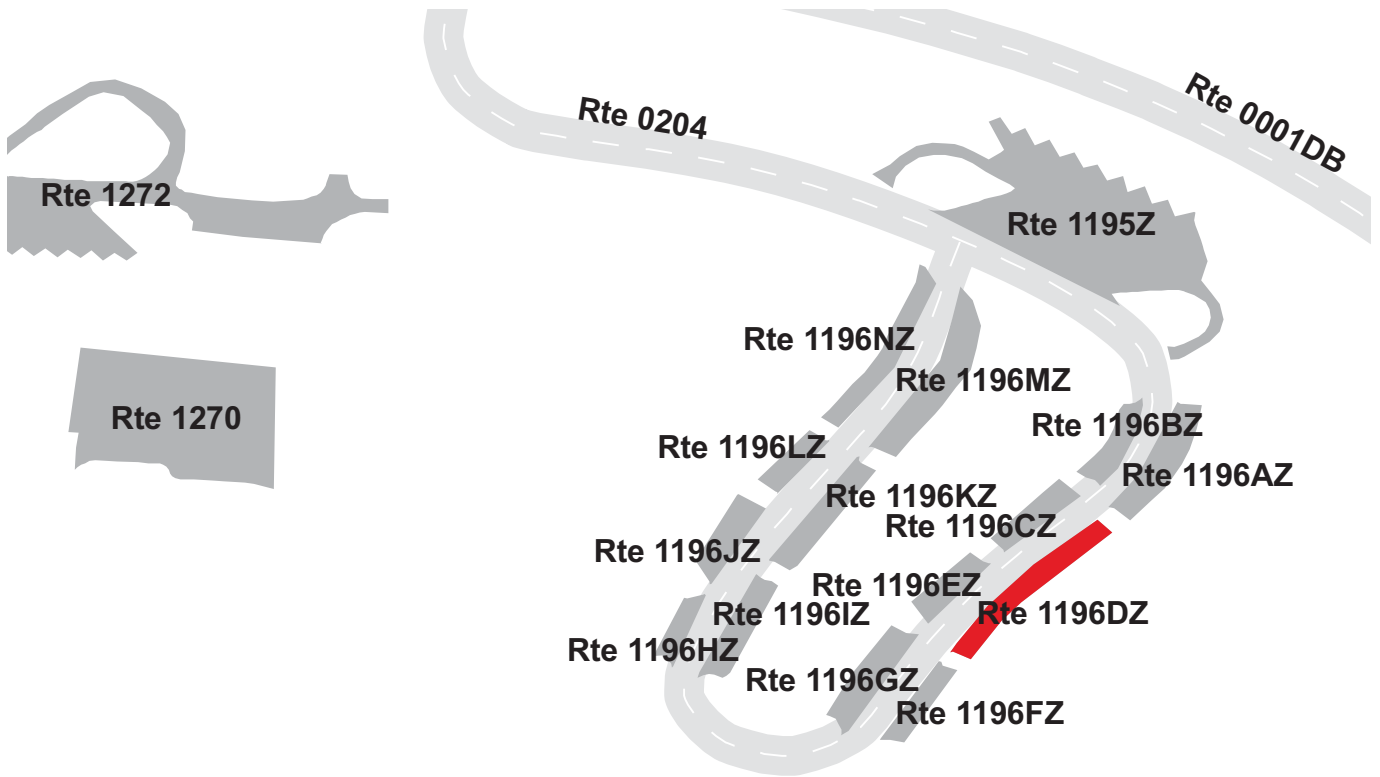 Rte 0001DB
Rte 0204
Rte 1272
Rte 1195Z
Rte 1196NZ
Rte 1196MZ
Rte 1270
Rte 1196BZ
Rte 1196LZ
Rte 1196AZ
Rte 1196KZ
Rte 1196CZ
Rte 1196JZ
Rte 1196EZ
Rte 1196IZ
Rte 1196DZ
Rte 1196HZ
Rte 1196GZ
Rte 1196FZ